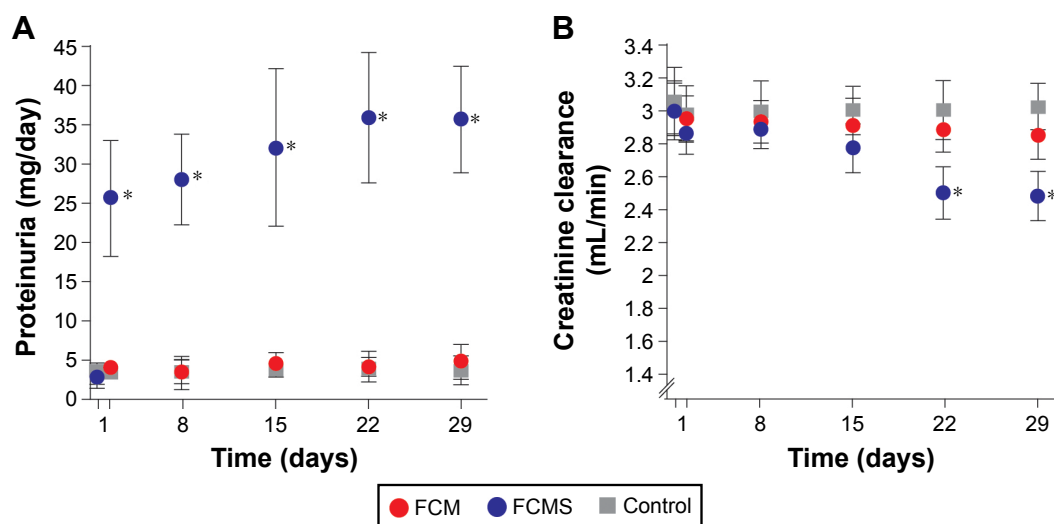 A
Proteinuria (mg/day)
45
40
35
30
25
20
15
10
5
0
*
*
*
*
*
1 8 15 22 29
Time (days)
B
Creatinine clearance
(mL/min)
3.4
3.2
3
2.8
2.6
2.4
2.2
2
1.8
1.6
1.4
*
*
1 8 15 22 29
Time (days)
FCM FCMS Control